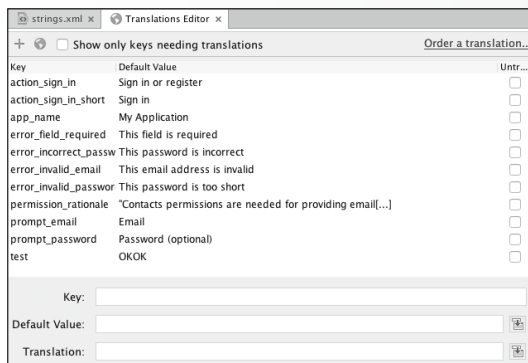 strings.xml × Translations Editor ×
Show only keys needing translations Order a translation...
Key Default Value Untr...
action_sign_in Sign in or register
action_sign_in_short Sign in
app_name My Application
error_field_required This field is required
error_incorrect_passw This password is incorrect
error_invalid_email This email address is invalid
error_invalid_passwor This password is too short
permission_rationale "Contacts permissions are needed for providing email[...]
prompt_email Email
prompt_password Password (optional)
test OKOK
Key:
Default Value:
Translation: